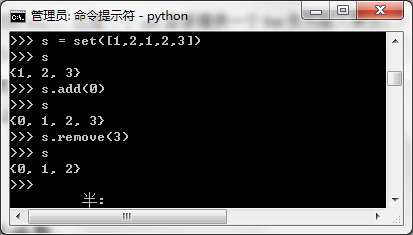 管理员: 命令提示符 - python
>>> s = set([1,2,1,2,3])
>>> s
{1, 2, 3}
>>> s.add(0)
>>> s
{0, 1, 2, 3}
>>> s.remove(3)
>>> s
{0, 1, 2}
>>>
半: